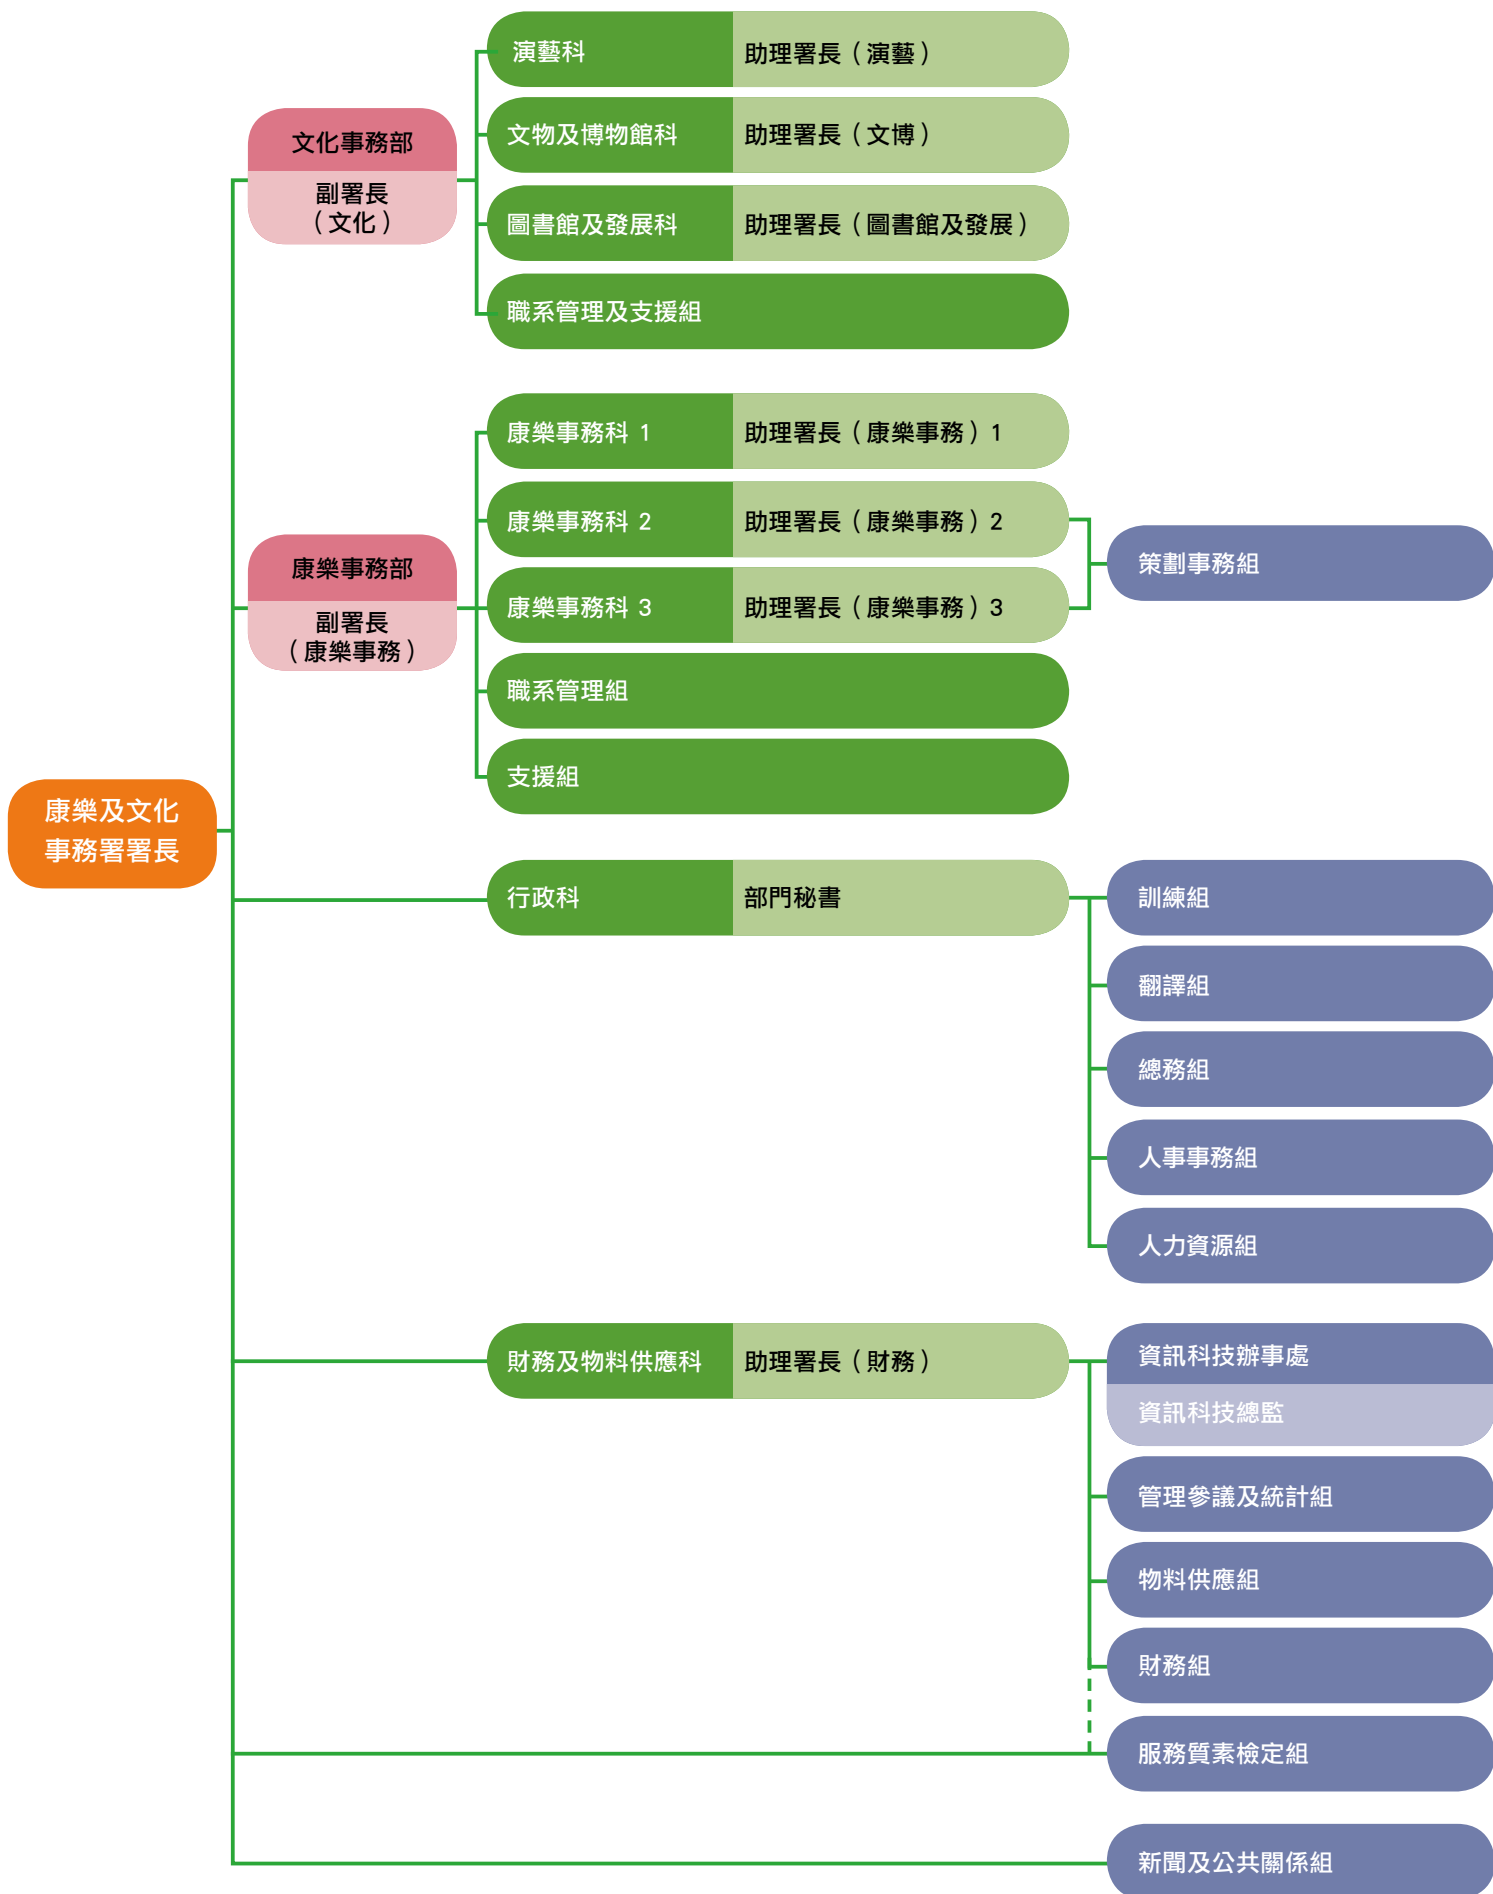 演藝科
助理署長（演藝）
文物及博物館科
助理署長（文博）
文化事務部
副署長
（文化）
圖書館及發展科
助理署長（圖書館及發展）
職系管理及支援組
康樂事務科 1
助理署長（康樂事務）1
康樂事務科 2
助理署長（康樂事務）2
策劃事務組
康樂事務部
副署長
（康樂事務）
康樂事務科 3
助理署長（康樂事務）3
職系管理組
支援組
康樂及文化
事務署署長
行政科
部門秘書
訓練組
翻譯組
總務組
人事事務組
人力資源組
財務及物料供應科
助理署長（財務）
資訊科技辦事處
資訊科技總監
管理參議及統計組
物料供應組
財務組
服務質素檢定組
新聞及公共關係組